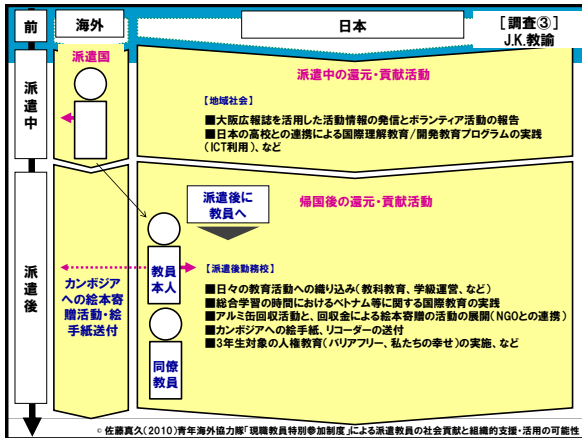 前
海外
日本
[調査③]
J.K.教諭
派遣中
派遣国
派遣中の還元・貢献活動
【地域社会】
■大阪広報誌を活用した活動情報の発信とボランティア活動の報告
■日本の高校との連携による国際理解教育/開発教育プログラムの実践
(ICT利用)、など
派遣後
派遣後に
教員へ
帰国後の還元・貢献活動
教員
本人
カンボジア
への絵本寄
贈活動・絵
手紙送付
【派遣後勤務校】
■日々の教育活動への織り込み(教科教育、学級運営、など)
■総合学習の時間におけるベトナム等に関する国際教育の実践
■アルミ缶回収活動と、回収金による絵本寄贈の活動の展開(NGOとの連携)
■カンボジアへの絵手紙、リコーダーの送付
■3年生対象の人権教育(バリアフリー、私たちの幸せ)の実施、など
同僚
教員
© 佐藤真久(2010)青年海外協力隊「現職教員特別参加制度」による派遣教員の社会貢献と組織的支援・活用の可能性